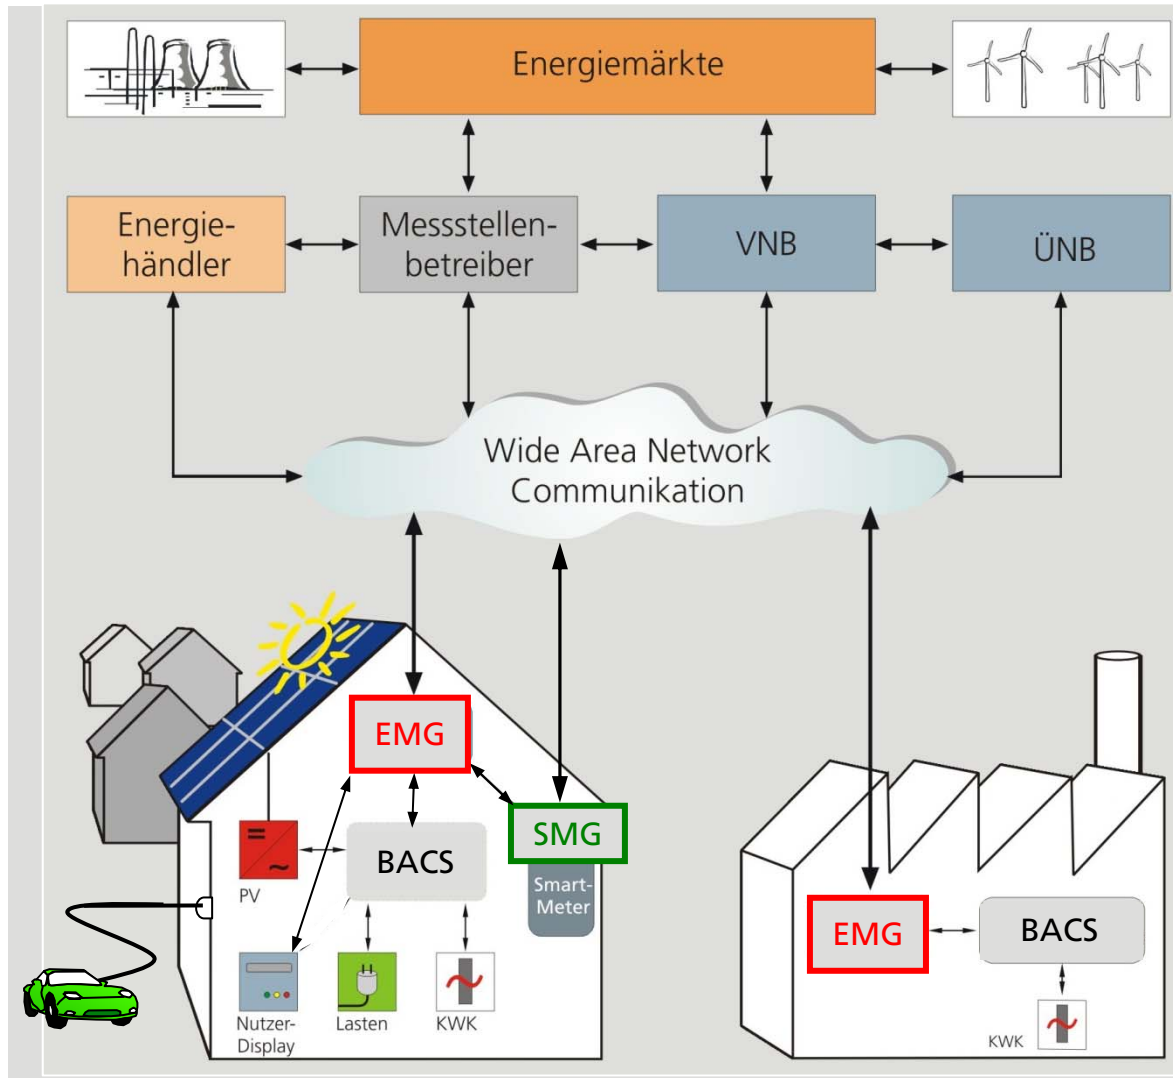 Energiemärkte
Energie-
händler
Messstellen-
betreiber
VNB
ÜNB
Wide Area Network
Communikation
EMG
SMG
BACS
Smart-
Meter
PV
Nutzer-
Display
Lasten
KWK
EMG
BACS
KWK